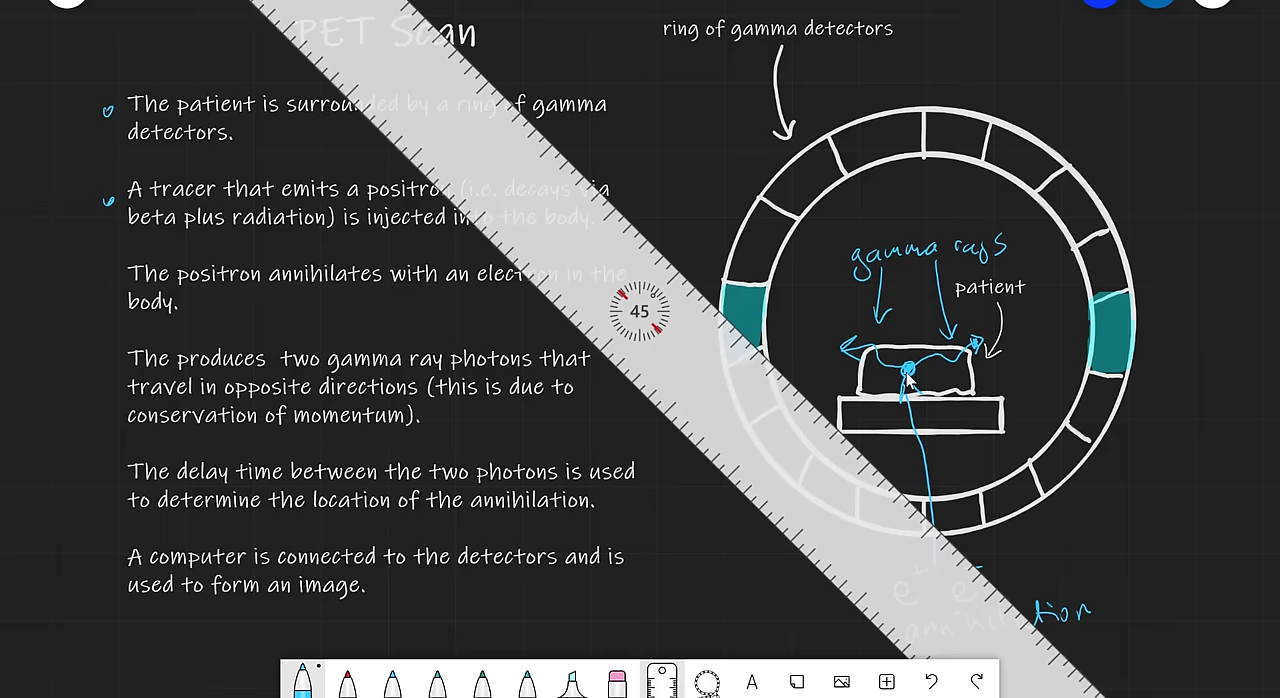 PET Scan
ring of gamma detectors
The patient is surrounded by a ring of gamma
detectors.
A tracer that emits a positron (i.e. decays via
beta plus radiation) is injected into the body.
The positron annihilates with an electron in the
body.
The produces two gamma ray photons that
travel in opposite directions (this is due to
conservation of momentum).
The delay time between the two photons is used
to determine the location of the annihilation.
A computer is connected to the detectors and is
used to form an image.
gamma rays
patient
45
e⁺ e⁻
annihilation
A